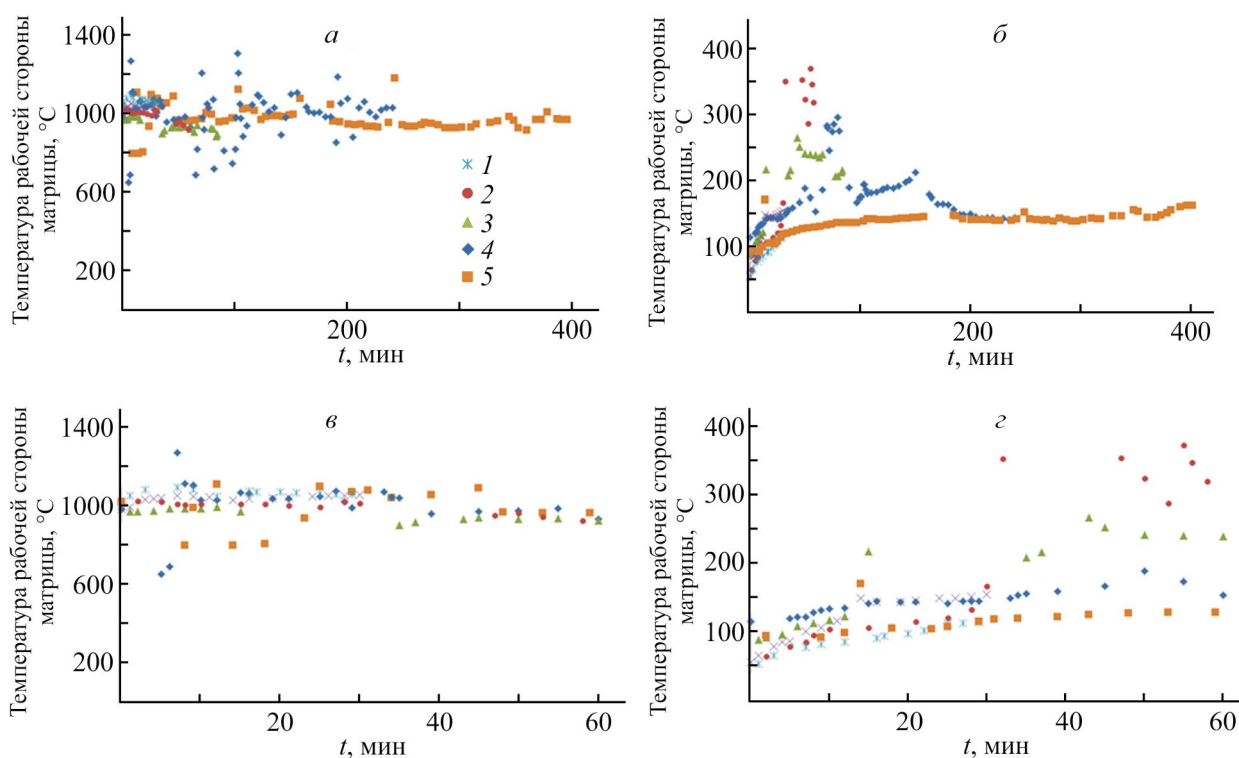 а
Температура рабочей стороны
матрицы, °C
1400
1000
600
200
1
2
3
4
5
200
400
t, мин
б
Температура рабочей стороны
матрицы, °C
400
300
200
100
200
400
t, мин
в
Температура рабочей стороны
матрицы, °C
1400
1000
600
200
20
40
60
t, мин
г
Температура рабочей стороны
матрицы, °C
400
300
200
100
20
40
60
t, мин